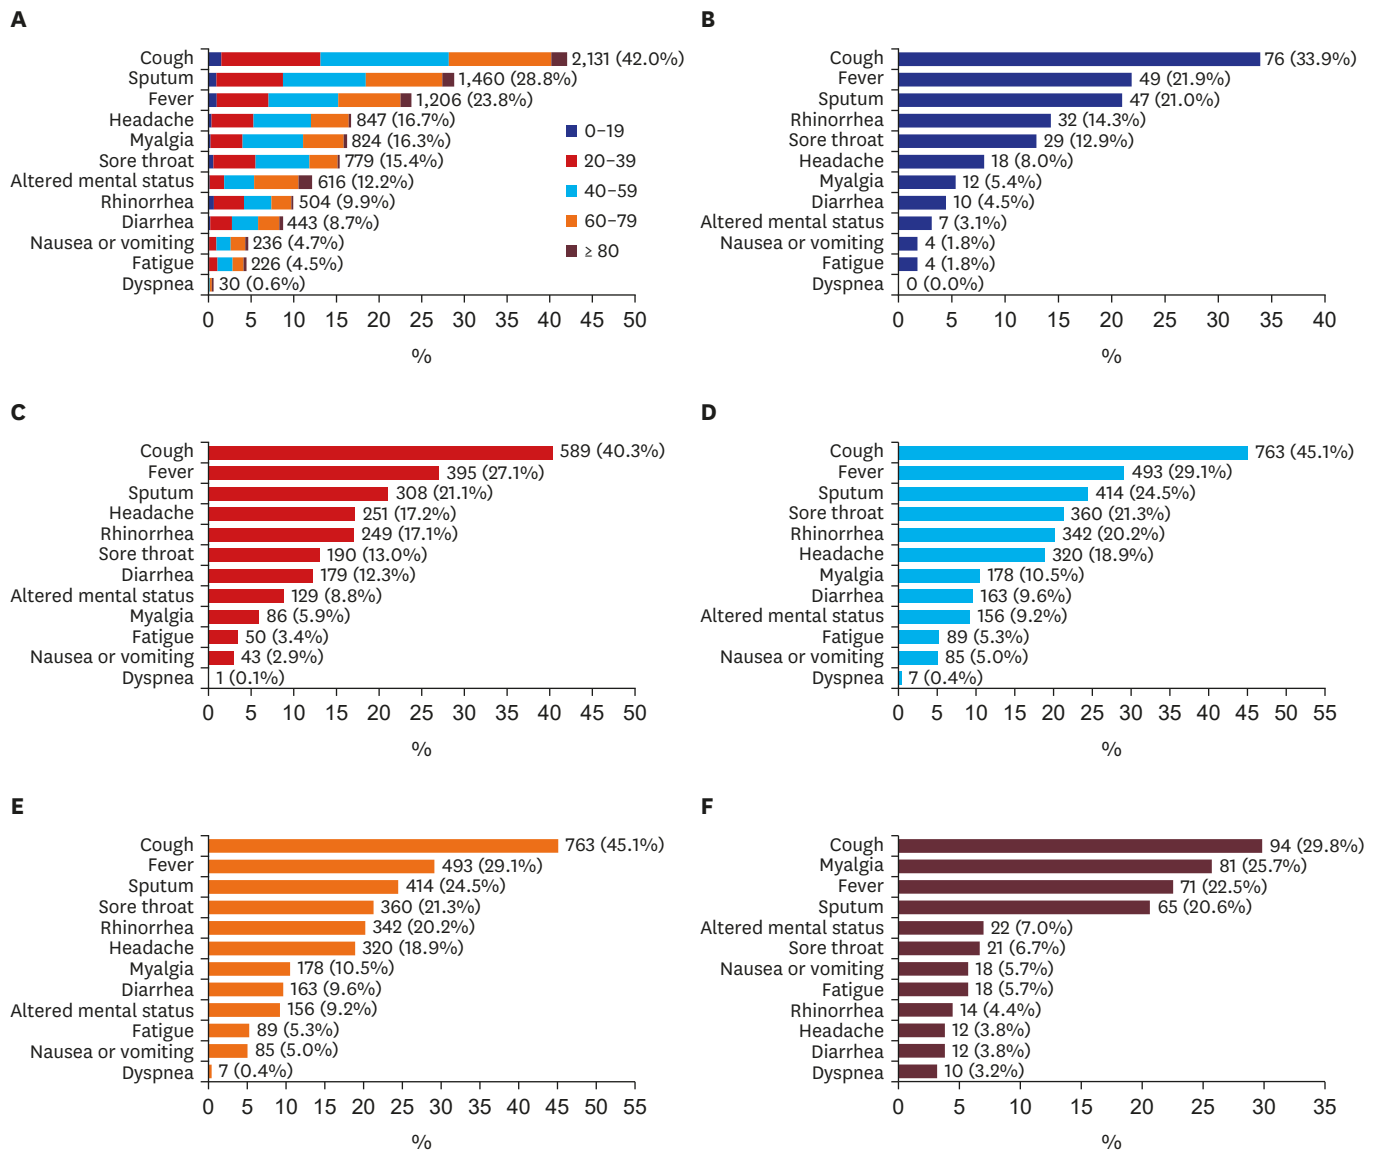 A
Cough 2,131 (42.0%)
Sputum 1,460 (28.8%)
Fever 1,206 (23.8%)
Headache 847 (16.7%)
Myalgia 824 (16.3%)
Sore throat 779 (15.4%)
Altered mental status 616 (12.2%)
Rhinorrhea 504 (9.9%)
Diarrhea 443 (8.7%)
Nausea or vomiting 236 (4.7%)
Fatigue 226 (4.5%)
Dyspnea 30 (0.6%)
0–19
20–39
40–59
60–79
≥ 80
0 5 10 15 20 25 30 35 40 45 50
%
B
Cough 76 (33.9%)
Fever 49 (21.9%)
Sputum 47 (21.0%)
Rhinorrhea 32 (14.3%)
Sore throat 29 (12.9%)
Headache 18 (8.0%)
Myalgia 12 (5.4%)
Diarrhea 10 (4.5%)
Altered mental status 7 (3.1%)
Nausea or vomiting 4 (1.8%)
Fatigue 4 (1.8%)
Dyspnea 0 (0.0%)
0 5 10 15 20 25 30 35 40
%
C
Cough 589 (40.3%)
Fever 395 (27.1%)
Sputum 308 (21.1%)
Headache 251 (17.2%)
Rhinorrhea 249 (17.1%)
Sore throat 190 (13.0%)
Diarrhea 179 (12.3%)
Altered mental status 129 (8.8%)
Myalgia 86 (5.9%)
Fatigue 50 (3.4%)
Nausea or vomiting 43 (2.9%)
Dyspnea 1 (0.1%)
0 5 10 15 20 25 30 35 40 45 50
%
D
Cough 763 (45.1%)
Fever 493 (29.1%)
Sputum 414 (24.5%)
Sore throat 360 (21.3%)
Rhinorrhea 342 (20.2%)
Headache 320 (18.9%)
Myalgia 178 (10.5%)
Diarrhea 163 (9.6%)
Altered mental status 156 (9.2%)
Fatigue 89 (5.3%)
Nausea or vomiting 85 (5.0%)
Dyspnea 7 (0.4%)
0 5 10 15 20 25 30 35 40 45 50 55
%
E
Cough 763 (45.1%)
Fever 493 (29.1%)
Sputum 414 (24.5%)
Sore throat 360 (21.3%)
Rhinorrhea 342 (20.2%)
Headache 320 (18.9%)
Myalgia 178 (10.5%)
Diarrhea 163 (9.6%)
Altered mental status 156 (9.2%)
Fatigue 89 (5.3%)
Nausea or vomiting 85 (5.0%)
Dyspnea 7 (0.4%)
0 5 10 15 20 25 30 35 40 45 50 55
%
F
Cough 94 (29.8%)
Myalgia 81 (25.7%)
Fever 71 (22.5%)
Sputum 65 (20.6%)
Altered mental status 22 (7.0%)
Sore throat 21 (6.7%)
Nausea or vomiting 18 (5.7%)
Fatigue 18 (5.7%)
Rhinorrhea 14 (4.4%)
Headache 12 (3.8%)
Diarrhea 12 (3.8%)
Dyspnea 10 (3.2%)
0 5 10 15 20 25 30 35
%